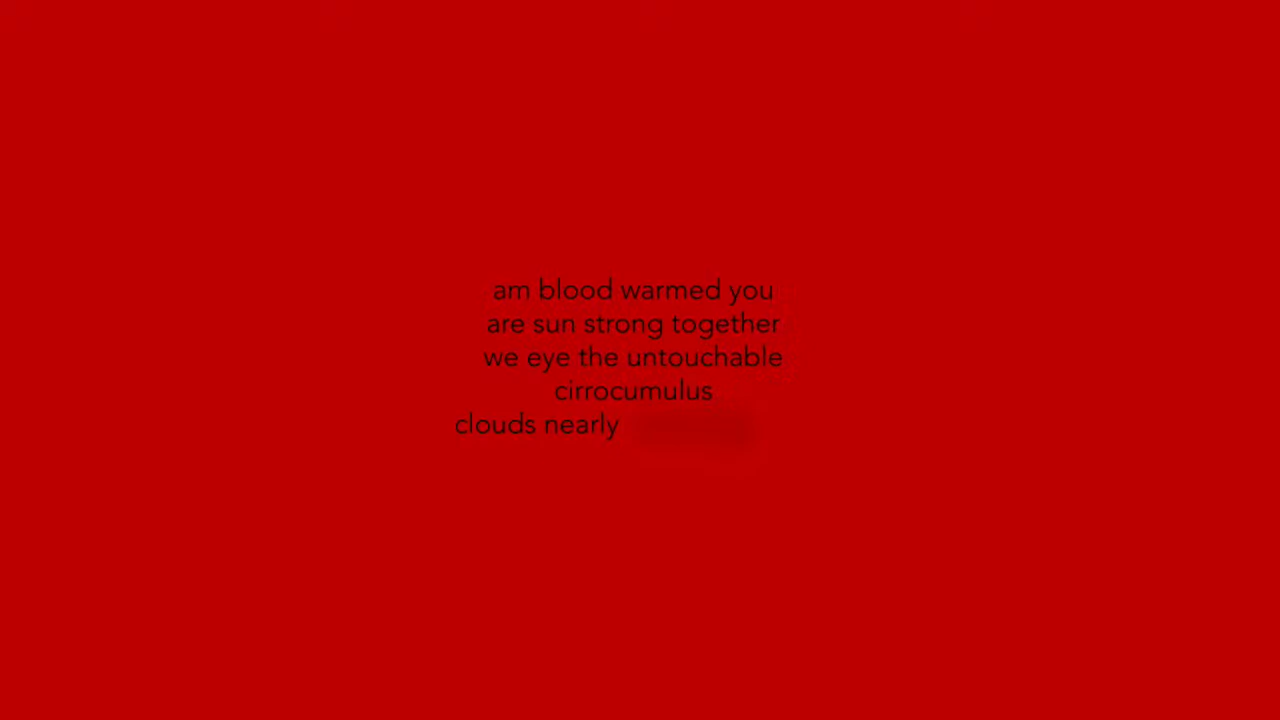 am blood warmed you
are sun strong together
we eye the untouchable
cirrocumulus
clouds nearly